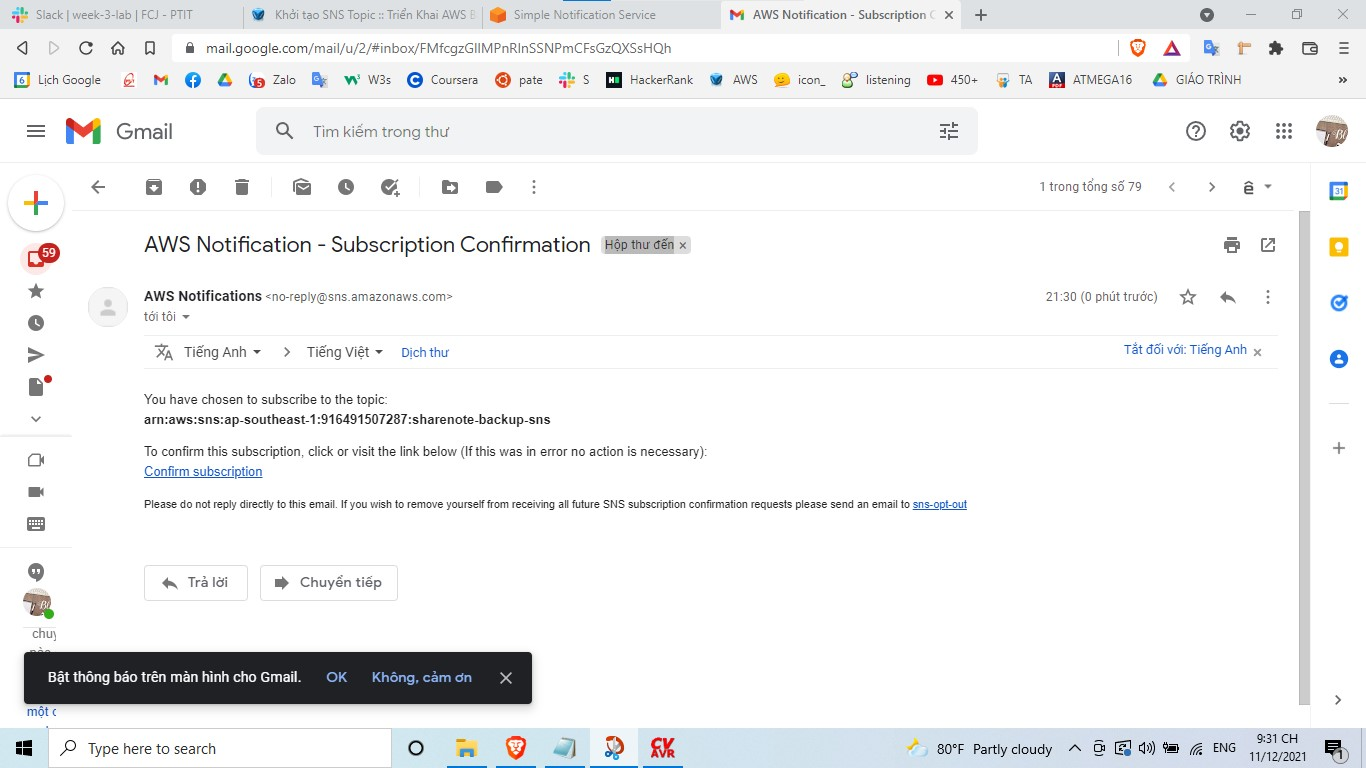 Slack | week-3-lab | FCJ - PTIT
Khởi tạo SNS Topic :: Triển Khai AWS B
Simple Notification Service
AWS Notification - Subscription C
mail.google.com/mail/u/2/#inbox/FMfcgzGllMPnRlnSSNPmCFsGzQXSsHQh
Lịch Google
Zalo
W3s
Coursera
pate
S
HackerRank
AWS
icon_
listening
450+
TA
ATMEGA16
GIÁO TRÌNH
»
Gmail
Tìm kiếm trong thư
1 trong tổng số 79
ê
AWS Notification - Subscription Confirmation
Hộp thư đến ×
59
AWS Notifications <no-reply@sns.amazonaws.com>
21:30 (0 phút trước)
tới tôi
Tiếng Anh
Tiếng Việt
Dịch thư
Tắt đối với: Tiếng Anh ×
You have chosen to subscribe to the topic:
arn:aws:sns:ap-southeast-1:916491507287:sharenote-backup-sns
To confirm this subscription, click or visit the link below (If this was in error no action is necessary):
Confirm subscription
Please do not reply directly to this email. If you wish to remove yourself from receiving all future SNS subscription confirmation requests please send an email to sns-opt-out
Trả lời
Chuyển tiếp
chuy
Bật thông báo trên màn hình cho Gmail.
OK
Không, cảm ơn
một c
Type here to search
CV
AVR
80°F Partly cloudy
ENG
9:31 CH
11/12/2021
1